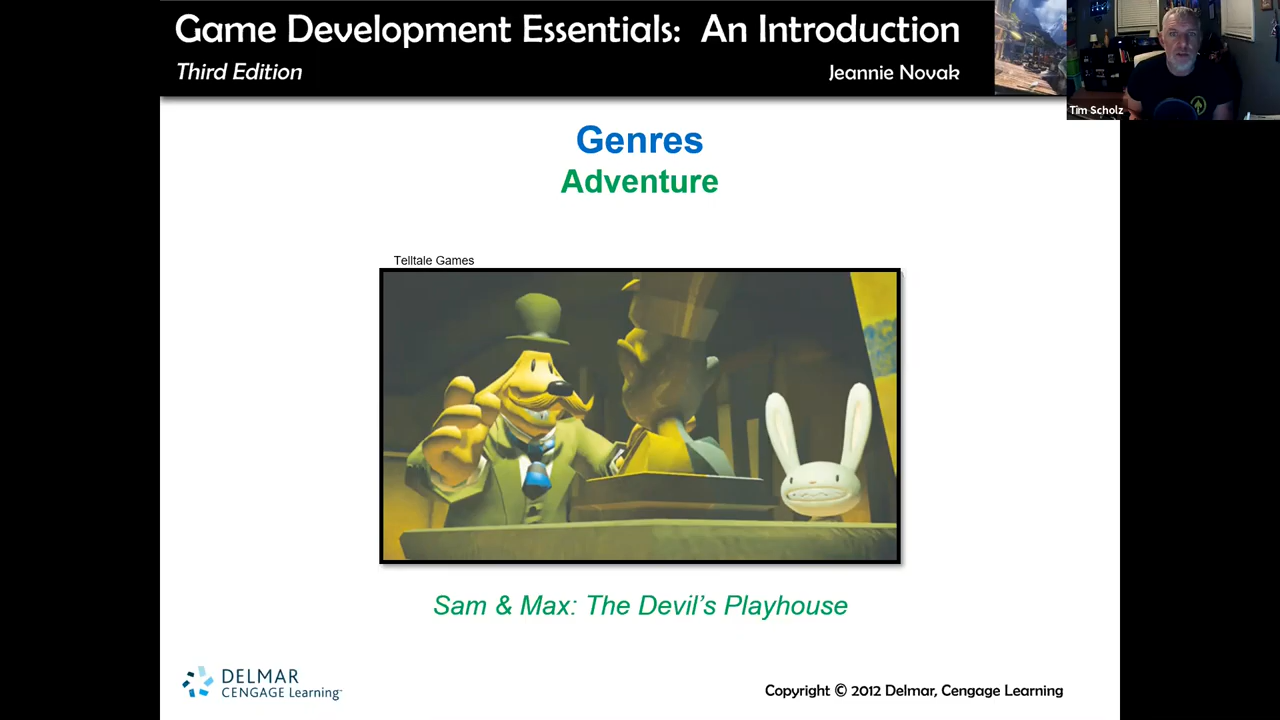 Game Development Essentials: An Introduction
Third Edition
Jeannie Novak
Tim Scholz
Genres
Adventure
Telltale Games
Sam & Max: The Devil's Playhouse
DELMAR
CENGAGE Learning™
Copyright © 2012 Delmar, Cengage Learning